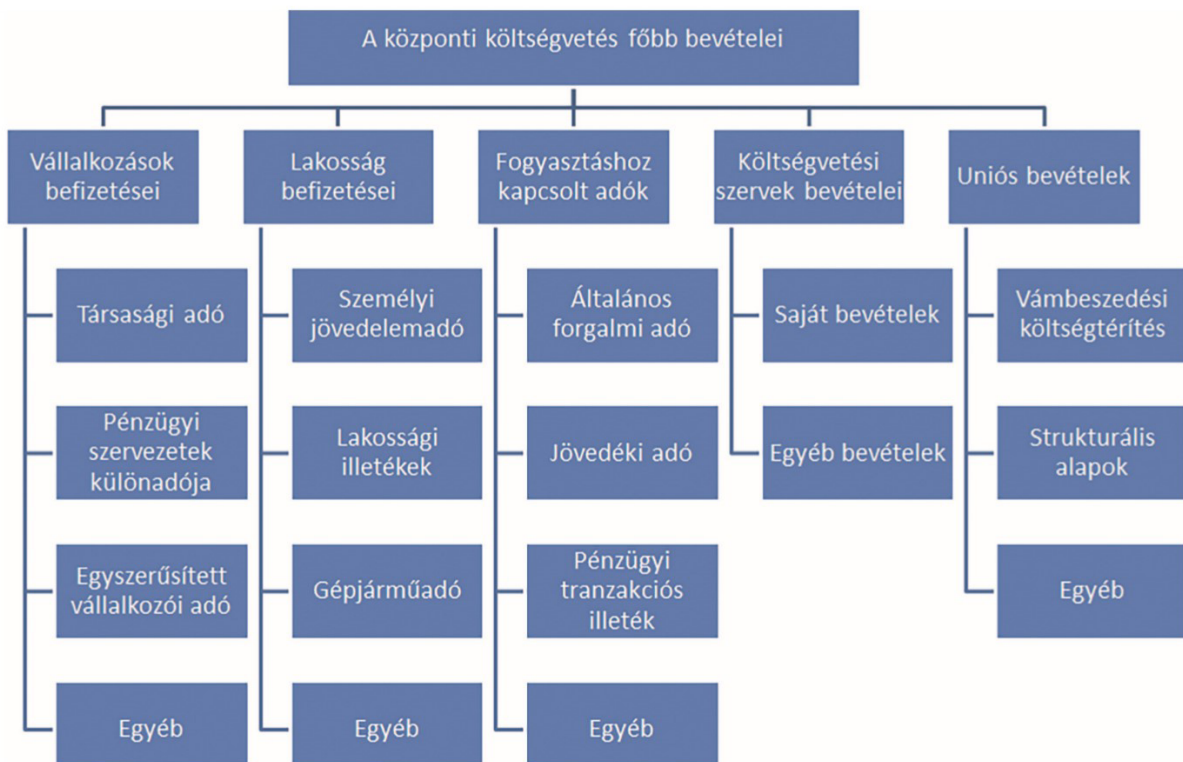 A központi költségvetés főbb bevételei
Vállalkozások
befizetései
Társasági adó
Pénzügyi
szervezetek
különadója
Egyszerűsített
vállalkozói adó
Egyéb
Lakosság
befizetései
Személyi
jövedelemadó
Lakossági
illetékek
Gépjárműadó
Egyéb
Fogyasztáshoz
kapcsolt adók
Általános
forgalmi adó
Jövedéki adó
Pénzügyi
tranzakciós
illeték
Egyéb
Költségvetési
szervek bevételei
Saját bevételek
Egyéb bevételek
Uniós bevételek
Vámbeszedési
költségtérítés
Strukturális
alapok
Egyéb